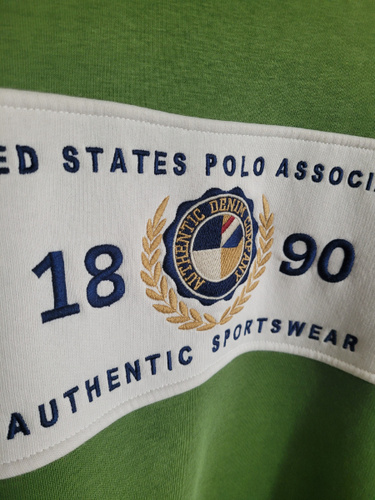 ED STATES POLO ASSOCI
18 90
AUTHENTIC DENIM COMPANY
AUTHENTIC SPORTSWEAR